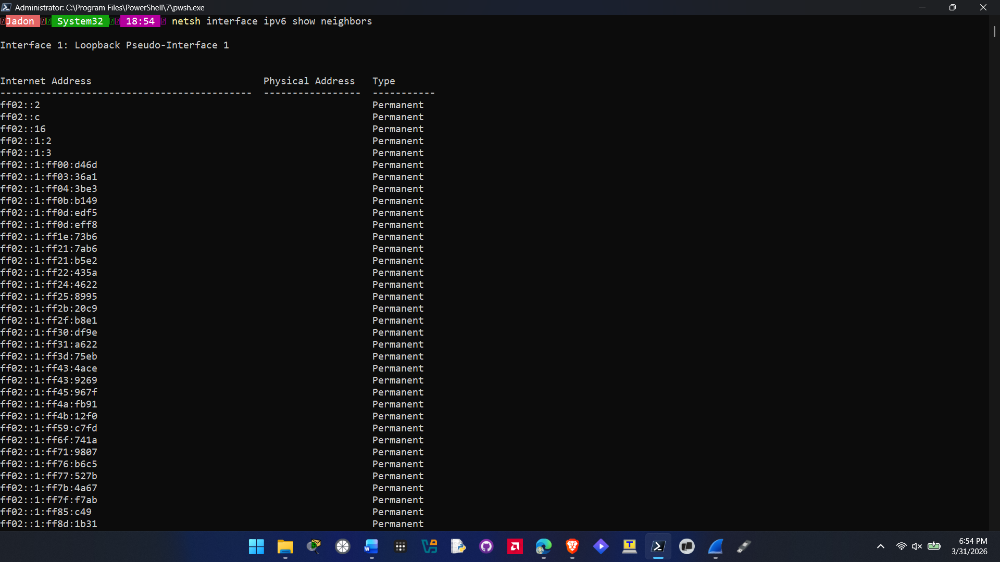 Administrator: C:\Program Files\PowerShell\7\pwsh.exe
Jadon System32 18:54 netsh interface ipv6 show neighbors
Interface 1: Loopback Pseudo-Interface 1
Internet Address Physical Address Type
-------------------------------------------- ----------------- -----------
ff02::2 Permanent
ff02::c Permanent
ff02::16 Permanent
ff02::1:2 Permanent
ff02::1:3 Permanent
ff02::1:ff00:d46d Permanent
ff02::1:ff03:36a1 Permanent
ff02::1:ff04:3be3 Permanent
ff02::1:ff0b:b149 Permanent
ff02::1:ff0d:edf5 Permanent
ff02::1:ff0d:eff8 Permanent
ff02::1:ff1e:73b6 Permanent
ff02::1:ff21:7ab6 Permanent
ff02::1:ff21:b5e2 Permanent
ff02::1:ff22:435a Permanent
ff02::1:ff24:4622 Permanent
ff02::1:ff25:8995 Permanent
ff02::1:ff2b:20c9 Permanent
ff02::1:ff2f:b8e1 Permanent
ff02::1:ff30:df9e Permanent
ff02::1:ff31:a622 Permanent
ff02::1:ff3d:75eb Permanent
ff02::1:ff43:4ace Permanent
ff02::1:ff43:9269 Permanent
ff02::1:ff45:967f Permanent
ff02::1:ff4a:fb91 Permanent
ff02::1:ff4b:12f0 Permanent
ff02::1:ff59:c7fd Permanent
ff02::1:ff6f:741a Permanent
ff02::1:ff71:9807 Permanent
ff02::1:ff76:b6c5 Permanent
ff02::1:ff77:527b Permanent
ff02::1:ff7b:4a67 Permanent
ff02::1:ff7f:f7ab Permanent
ff02::1:ff85:c49 Permanent
ff02::1:ff8d:1b31 Permanent
6:54 PM
3/31/2026